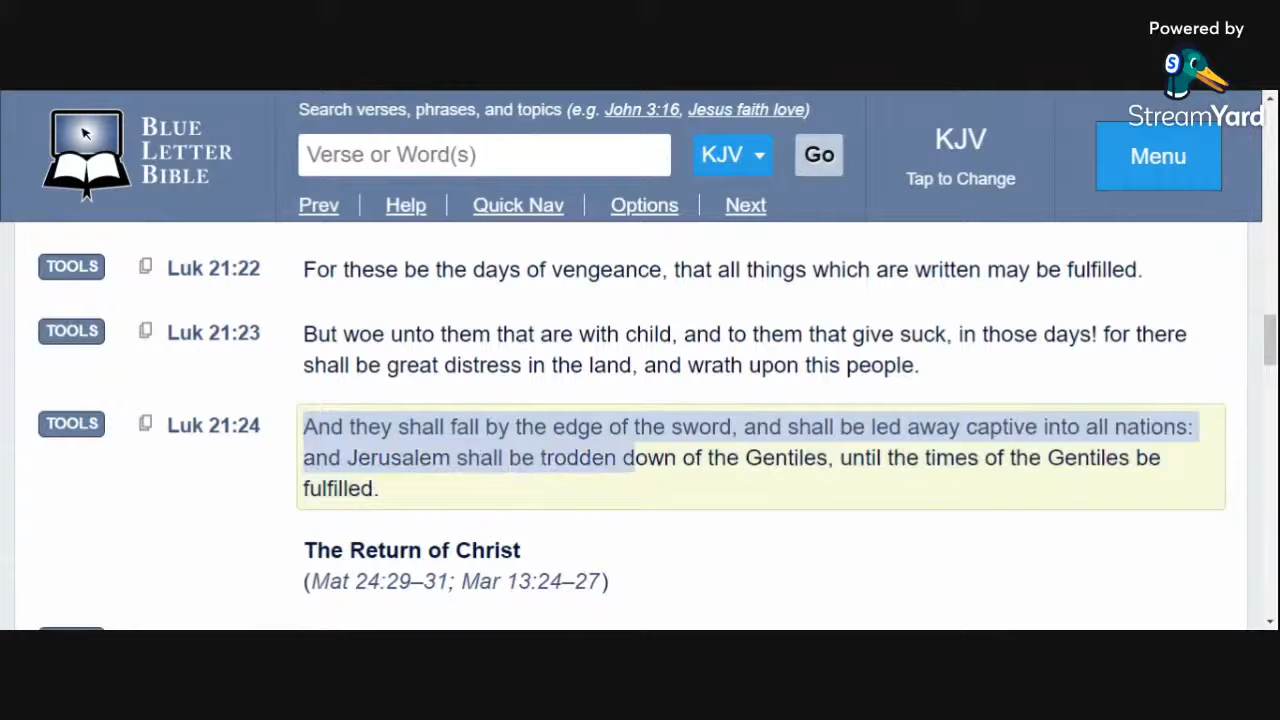 Powered by
StreamYard
BLUE
LETTER
BIBLE
Search verses, phrases, and topics (e.g. John 3:16, Jesus faith love)
Verse or Word(s)
KJV
Go
Prev Help Quick Nav Options Next
KJV
Tap to Change
Menu
TOOLS Luk 21:22 For these be the days of vengeance, that all things which are written may be fulfilled.
TOOLS Luk 21:23 But woe unto them that are with child, and to them that give suck, in those days! for there
shall be great distress in the land, and wrath upon this people.
TOOLS Luk 21:24 And they shall fall by the edge of the sword, and shall be led away captive into all nations:
and Jerusalem shall be trodden down of the Gentiles, until the times of the Gentiles be
fulfilled.
The Return of Christ
(Mat 24:29–31; Mar 13:24–27)